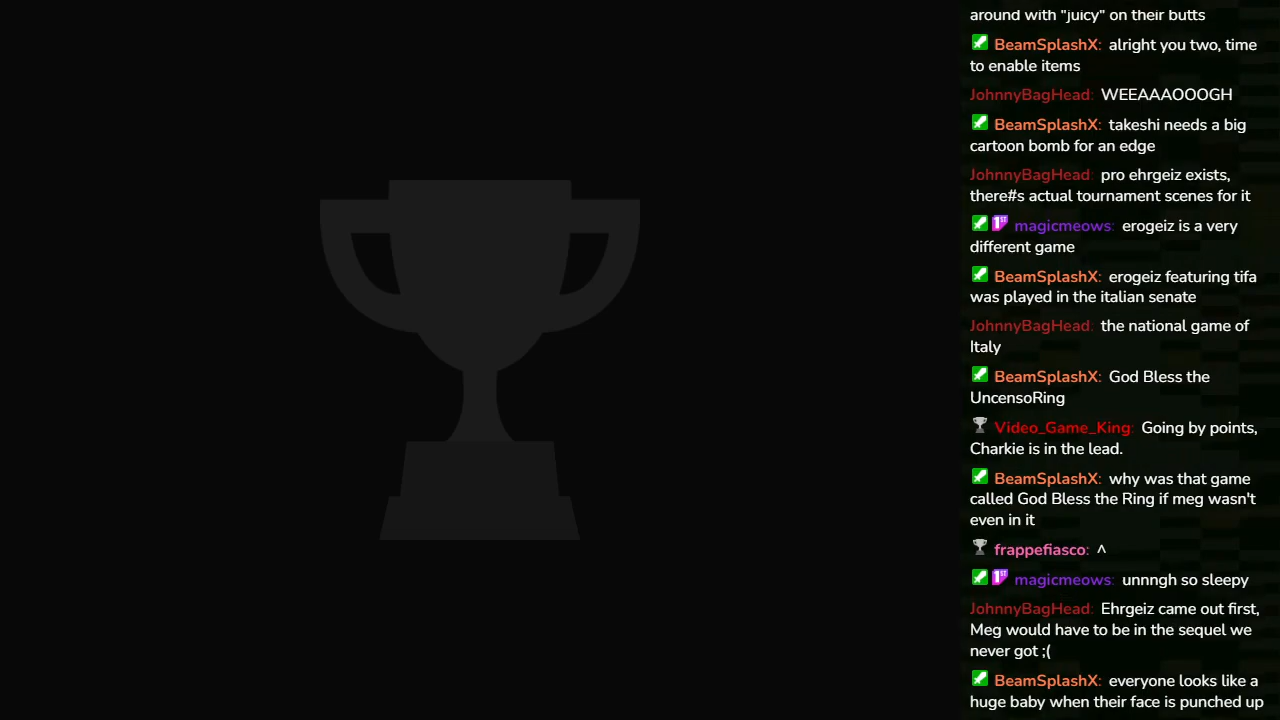 around with "juicy" on their butts
BeamSplashX: alright you two, time
to enable items
JohnnyBagHead: WEEAAAOOOGH
BeamSplashX: takeshi needs a big
cartoon bomb for an edge
JohnnyBagHead: pro ehrgeiz exists,
there#s actual tournament scenes for it
1ST magicmeows: erogeiz is a very
different game
BeamSplashX: erogeiz featuring tifa
was played in the italian senate
JohnnyBagHead: the national game of
Italy
BeamSplashX: God Bless the
UncensoRing
Video_Game_King: Going by points,
Charkie is in the lead.
BeamSplashX: why was that game
called God Bless the Ring if meg wasn't
even in it
frappefiasco: ^
1ST magicmeows: unnngh so sleepy
JohnnyBagHead: Ehrgeiz came out first,
Meg would have to be in the sequel we
never got ;(
BeamSplashX: everyone looks like a
huge baby when their face is punched up